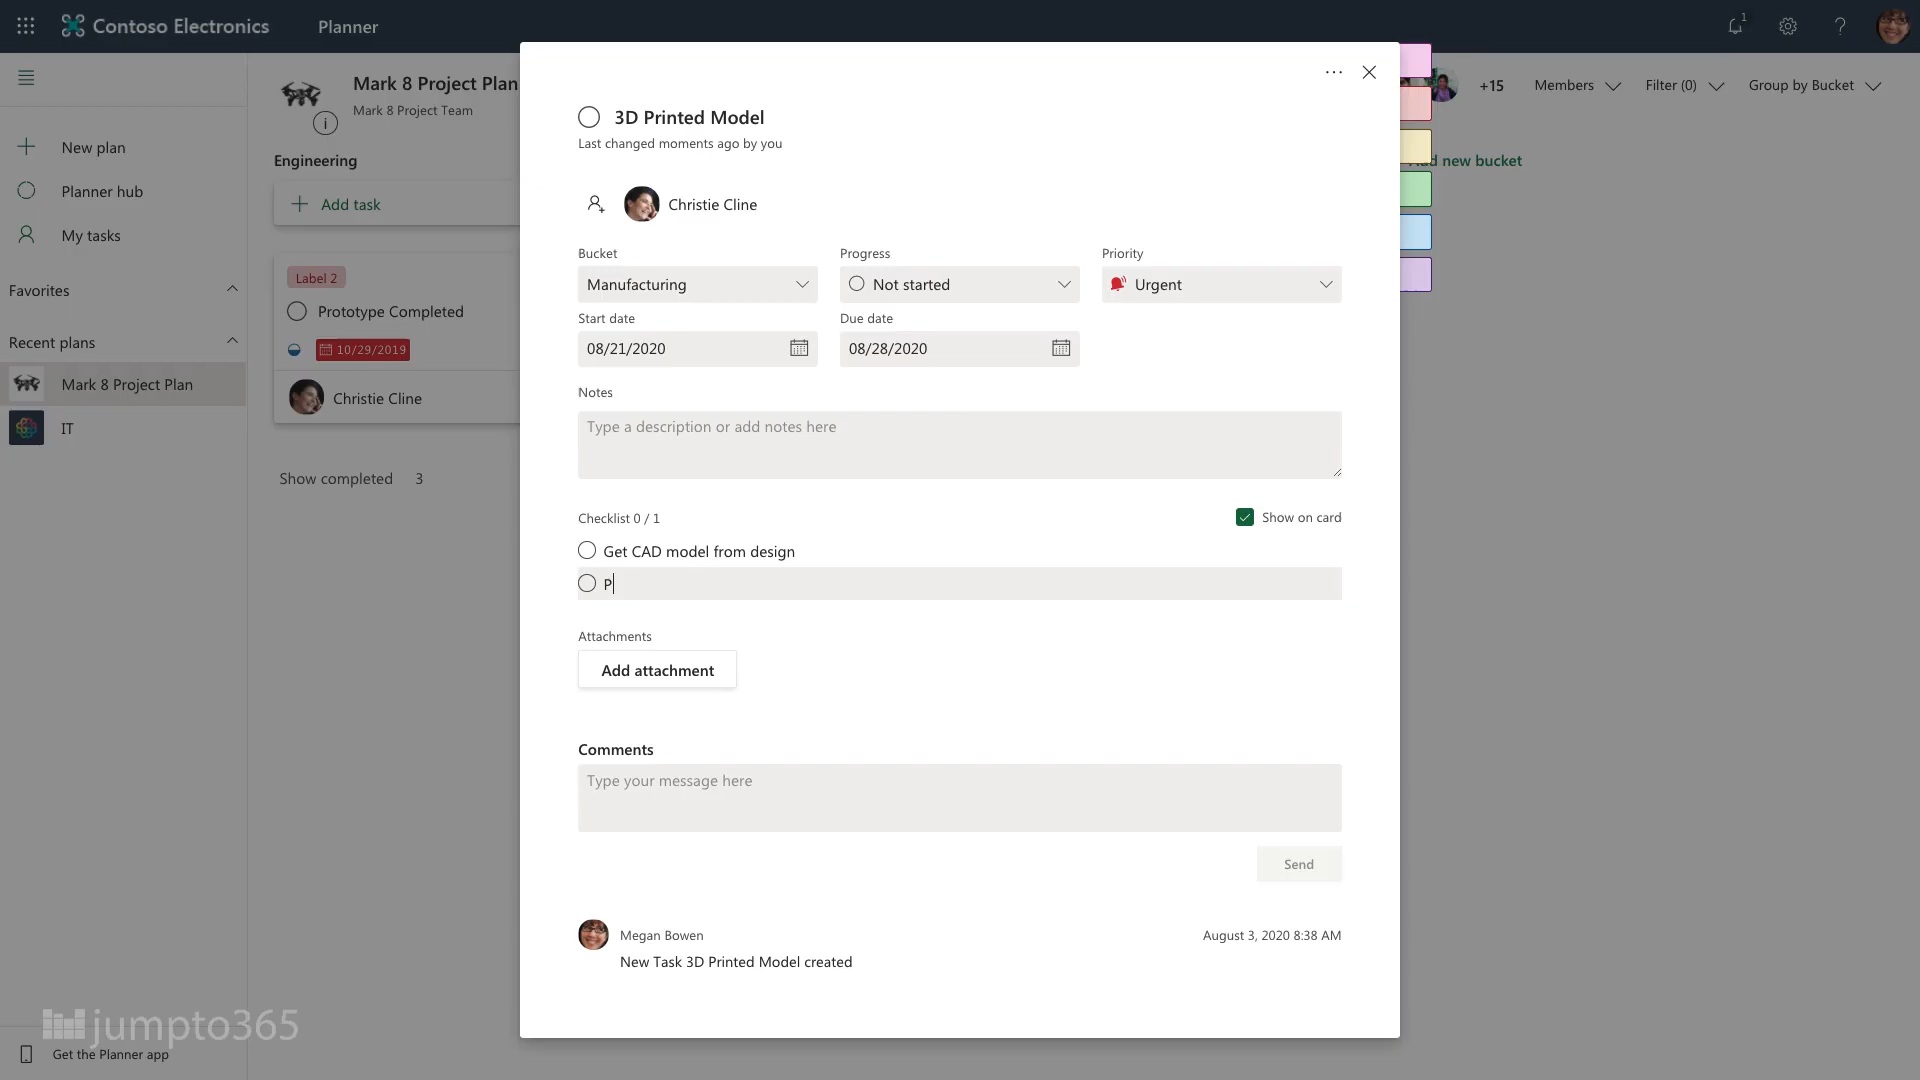 Contoso Electronics
Planner
1
?
Mark 8 Project Plan
Mark 8 Project Team
i
+15
Members
Filter (0)
Group by Bucket
New plan
Planner hub
My tasks
Favorites
Recent plans
Mark 8 Project Plan
IT
Get the Planner app
jumpto365
Engineering
Add task
Label 2
Prototype Completed
10/29/2019
Christie Cline
Show completed 3
3D Printed Model
Last changed moments ago by you
Christie Cline
Bucket
Progress
Priority
Manufacturing
Not started
Urgent
Start date
Due date
08/21/2020
08/28/2020
Notes
Type a description or add notes here
Checklist 0 / 1
Show on card
Get CAD model from design
P
Attachments
Add attachment
Comments
Type your message here
Send
Megan Bowen
August 3, 2020 8:38 AM
New Task 3D Printed Model created
new bucket